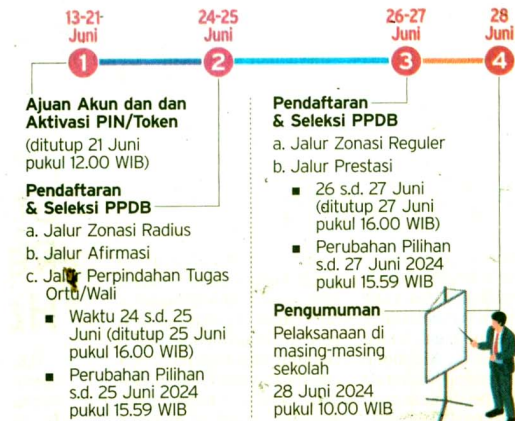 13-21
Juni
24-25
Juni
26-27
Juni
28
Juni
1
2
3
4
Ajuan Akun dan dan
Aktivasi PIN/Token
(ditutup 21 Juni
pukul 12.00 WIB)
Pendaftaran
& Seleksi PPDB
a. Jalur Zonasi Radius
b. Jalur Afirmasi
c. Jalur Perpindahan Tugas
Ortu/Wali
■ Waktu 24 s.d. 25
Juni (ditutup 25 Juni
pukul 16.00 WIB)
■ Perubahan Pilihan
s.d. 25 Juni 2024
pukul 15.59 WIB
Pendaftaran
& Seleksi PPDB
a. Jalur Zonasi Reguler
b. Jalur Prestasi
■ 26 s.d. 27 Juni
(ditutup 27 Juni
pukul 16.00 WIB)
■ Perubahan Pilihan
s.d. 27 Juni 2024
pukul 15.59 WIB
Pengumuman
Pelaksanaan di
masing-masing
sekolah
28 Juni 2024
pukul 10.00 WIB